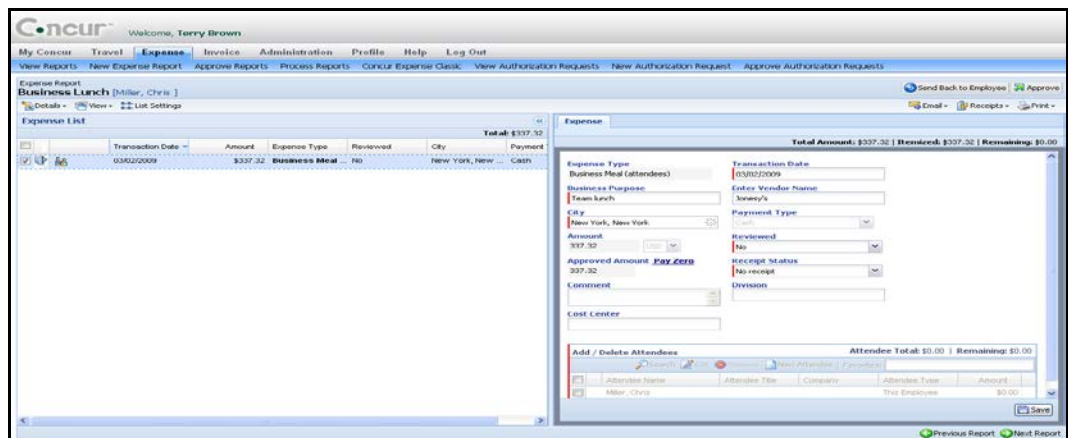 Concur Welcome, Terry Brown
My Concur Travel Expense Invoice Administration Profile Help Log Out
View Reports New Expense Report Approve Reports Process Reports Concur Expense Classic View Authorization Requests New Authorization Request Approve Authorization Requests
Expense Report
Business Lunch [Miller, Chris ]
Send Back to Employee Approve
Details View List Settings
Email Receipts Print
Expense List
Total: $337.32
Transaction Date Amount Expense Type Reviewed City Payment
03/02/2009 $337.32 Business Meal ... No New York, New ... Cash
Expense
Total Amount: $337.32 | Itemized: $337.32 | Remaining: $0.00
Expense Type Transaction Date
Business Meal (attendees) 03/02/2009
Business Purpose Enter Vendor Name
Team lunch Jonesy's
City Payment Type
New York, New York Cash
Amount Reviewed
337.32 USD No
Approved Amount Pay Zero Receipt Status
337.32 No receipt
Comment Division
Cost Center
Add / Delete Attendees Attendee Total: $0.00 | Remaining: $0.00
Search Edit Remove New Attendee Favorites
Attendee Name Attendee Title Company Attendee Type Amount
Miller, Chris This Employee $0.00
Save
Previous Report Next Report